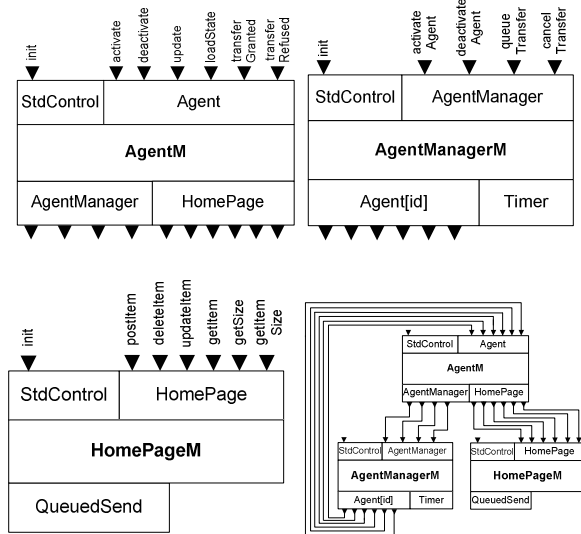 init
activate
deactivate
update
loadState
transfer
Granted
transfer
Refused
StdControl
Agent
AgentM
AgentManager
HomePage
init
activate
Agent
deactivate
Agent
queue
Transfer
cancel
Transfer
StdControl
AgentManager
AgentManagerM
Agent[id]
Timer
init
postItem
deleteItem
updateItem
getItem
getSize
getItem
Size
StdControl
HomePage
HomePageM
QueuedSend
StdControl
Agent
AgentM
AgentManager
HomePage
StdControl
AgentManager
AgentManagerM
Agent[id]
Timer
StdControl
HomePage
HomePageM
QueuedSend